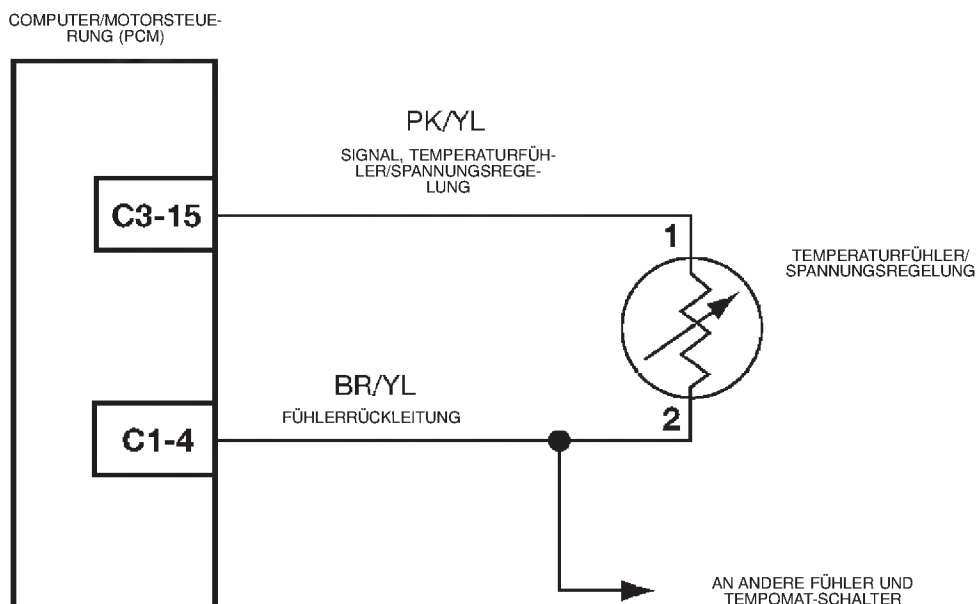 COMPUTER/MOTORSTEUE-
RUNG (PCM)
PK/YL
SIGNAL, TEMPERATURFÜH-
LER/SPANNUNGSREGE-
LUNG
C3-15
1
TEMPERATURFÜHLER/
SPANNUNGSREGELUNG
BR/YL
FÜHLERRÜCKLEITUNG
2
C1-4
AN ANDERE FÜHLER UND
TEMPOMAT-SCHALTER